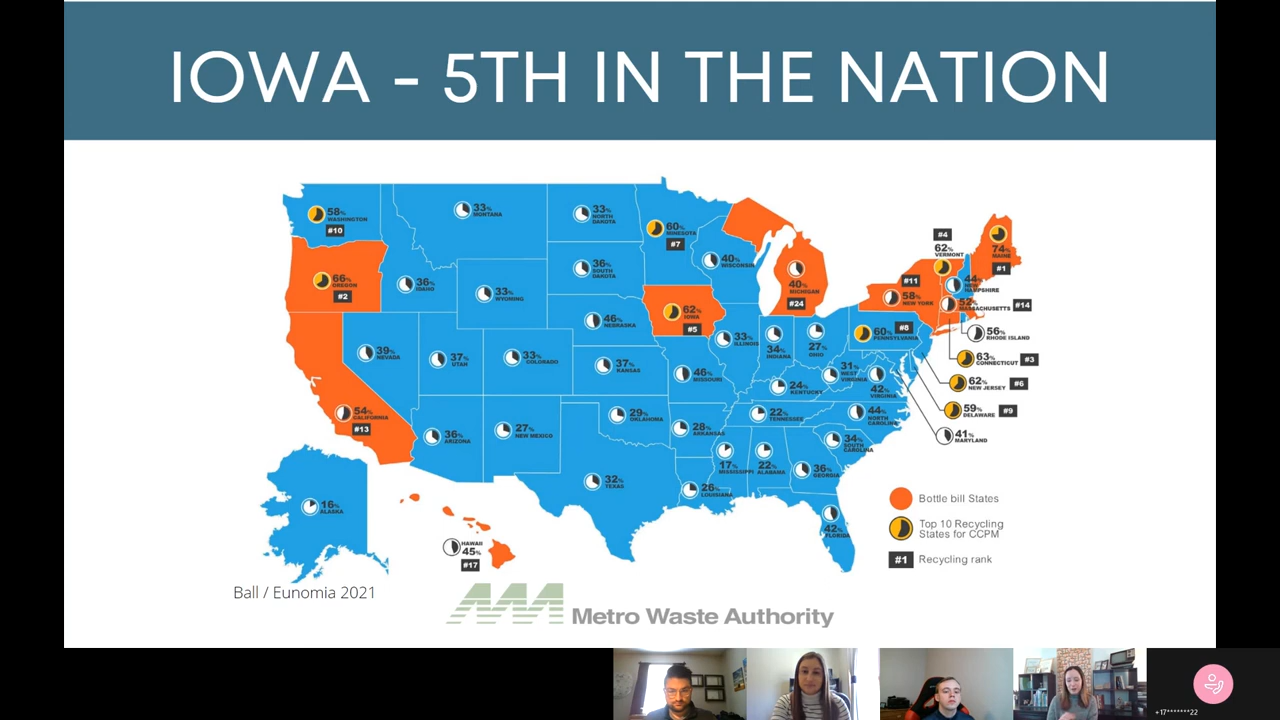 IOWA - 5TH IN THE NATION
58%
WASHINGTON
#10
33%
MONTANA
33%
NORTH
DAKOTA
60%
MINESOTA
#7
40%
WISCONSIN
#4
62%
VERMONT
74%
MAINE
#1
66%
OREGON
#2
36%
IDAHO
33%
WYOMING
36%
SOUTH
DAKOTA
62%
IOWA
#5
40%
MICHIGAN
#24
#11
58%
NEW YORK
44%
NEW
HAMPSHIRE
52%
MASSACHUSETTS
#14
56%
RHODE ISLAND
63%
CONNECTICUT
#3
62%
NEW JERSEY
#6
59%
DELAWARE
#9
41%
MARYLAND
60%
PENNSYLVANIA
#8
39%
NEVADA
37%
UTAH
33%
COLORADO
46%
NEBRASKA
37%
KANSAS
46%
MISSOURI
33%
ILLINOIS
34%
INDIANA
27%
OHIO
31%
WEST
VIRGINIA
42%
VIRGINIA
24%
KENTUCKY
54%
CALIFORNIA
#13
36%
ARIZONA
27%
NEW MEXICO
29%
OKLAHOMA
28%
ARKANSAS
22%
TENNESSEE
44%
NORTH
CAROLINA
34%
SOUTH
CAROLINA
32%
TEXAS
26%
LOUISIANA
17%
MISSISSIPPI
22%
ALABAMA
36%
GEORGIA
42%
FLORIDA
16%
ALASKA
HAWAII
45%
#17
Bottle bill States
Top 10 Recycling
States for CCPM
#1 Recycling rank
Ball / Eunomia 2021
Metro Waste Authority
+17*******22